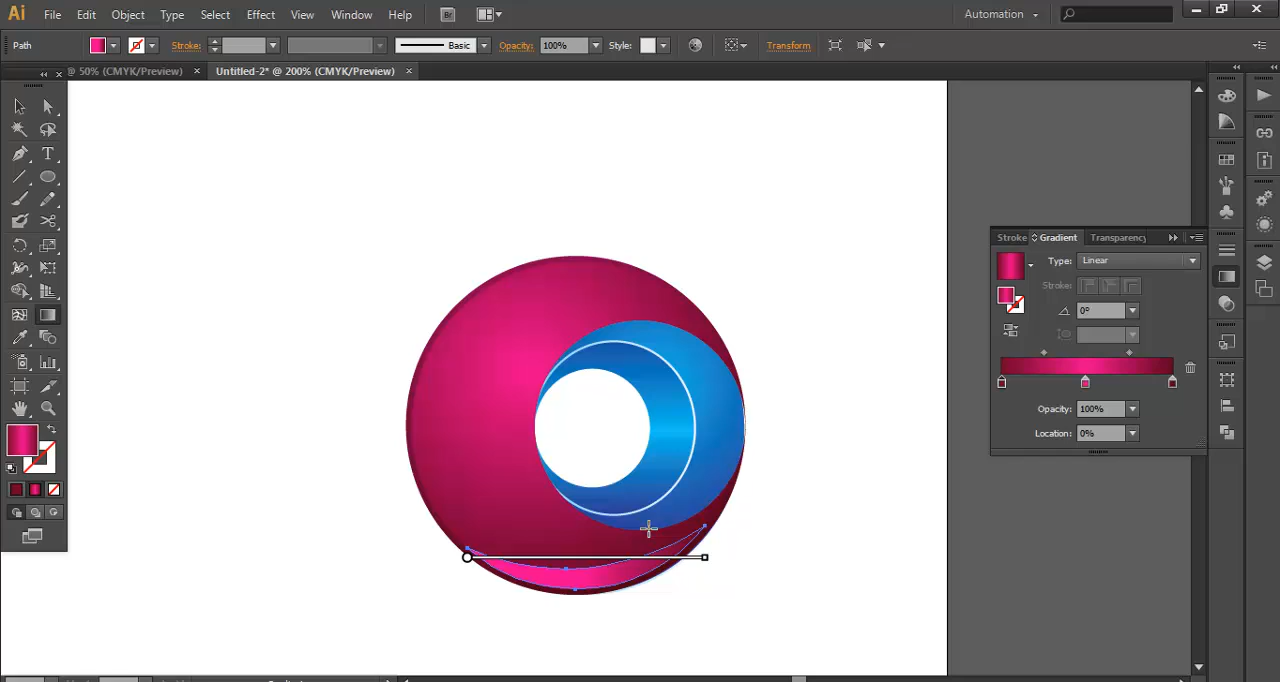 Ai File Edit Object Type Select Effect View Window Help Br Automation
Path Stroke: Basic Opacity: 100% Style: Transform
@ 50% (CMYK/Preview) × Untitled-2* @ 200% (CMYK/Preview) ×
T
Stroke Gradient Transparency
Type: Linear
Stroke:
0°
Opacity: 100%
Location: 0%